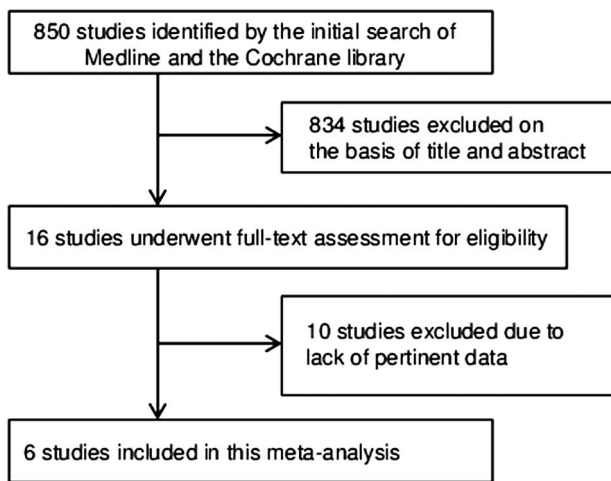 850 studies identified by the initial search of
Medline and the Cochrane library
834 studies excluded on
the basis of title and abstract
16 studies underwent full-text assessment for eligibility
10 studies excluded due to
lack of pertinent data
6 studies included in this meta-analysis